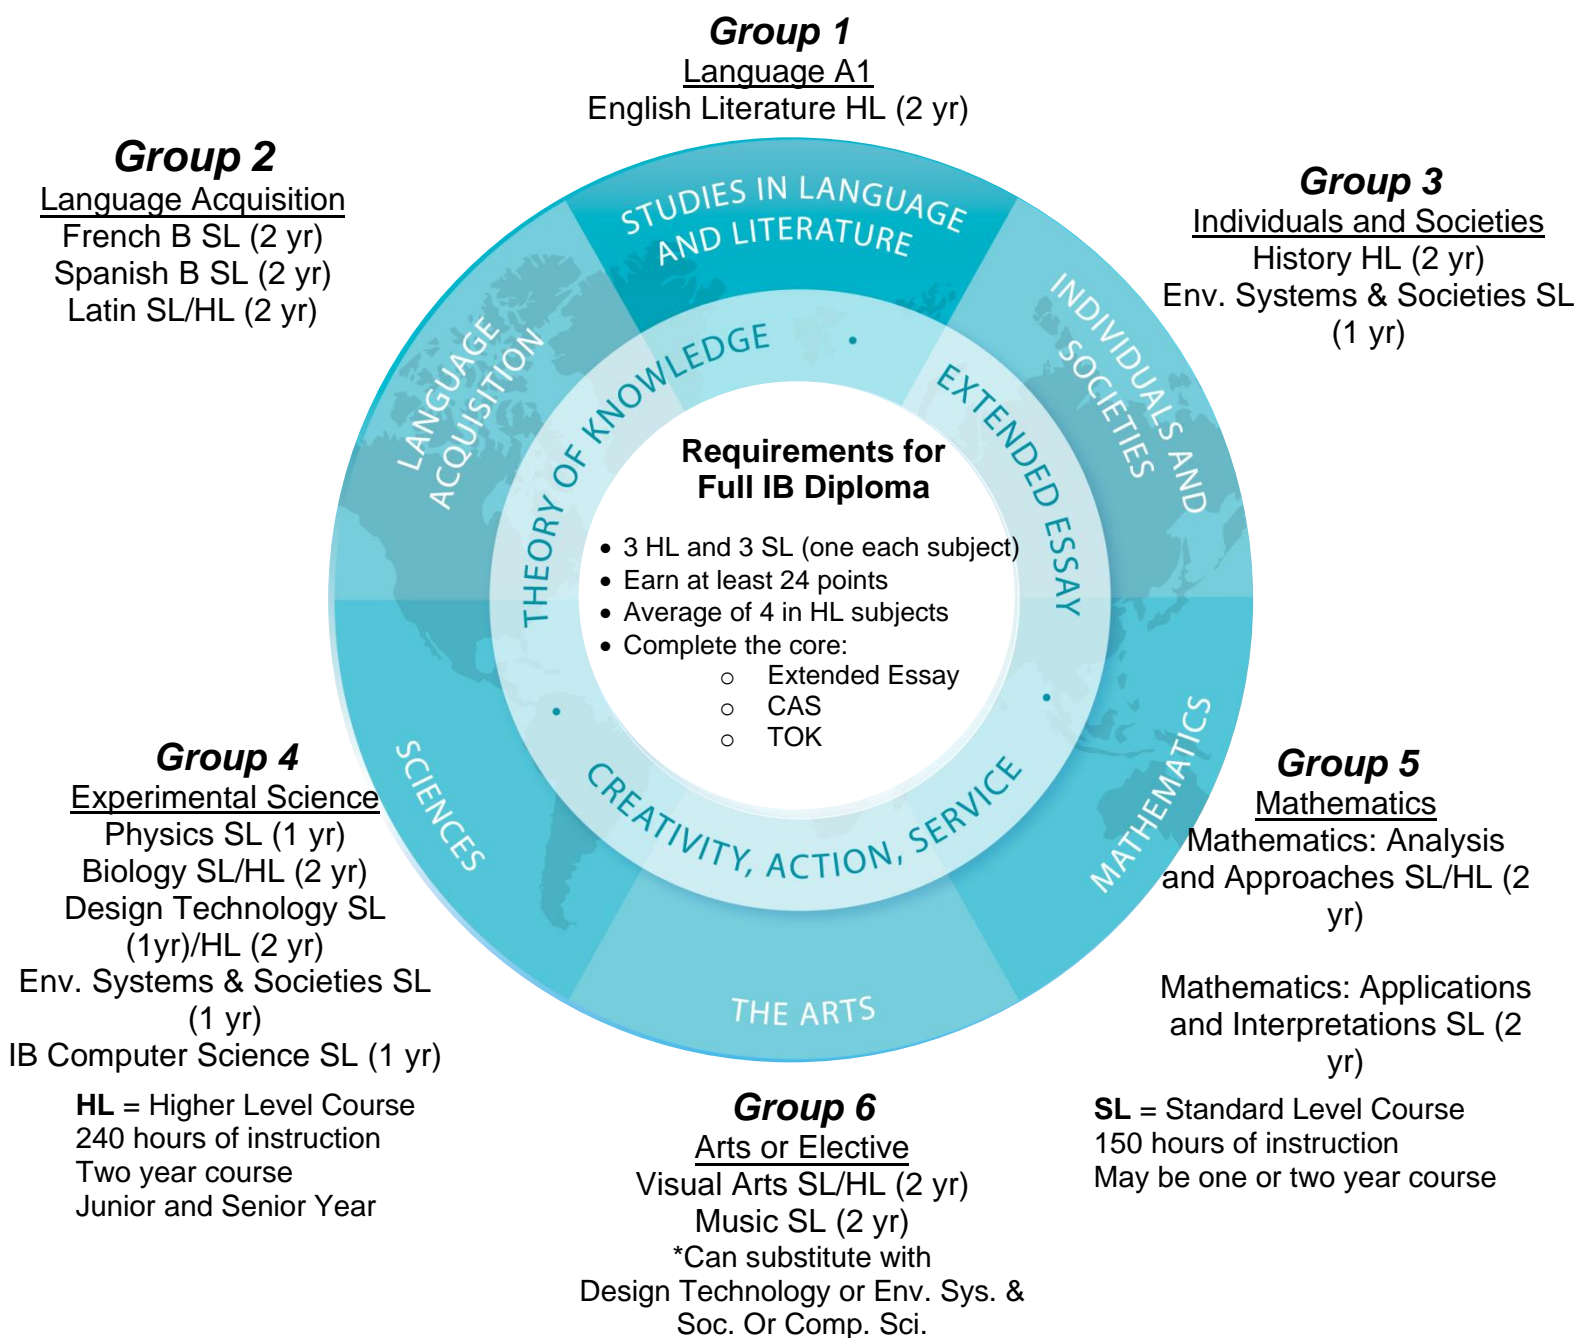 Group 1
Language A1
English Literature HL (2 yr)
Group 2
Language Acquisition
French B SL (2 yr)
Spanish B SL (2 yr)
Latin SL/HL (2 yr)
Group 3
Individuals and Societies
History HL (2 yr)
Env. Systems & Societies SL
(1 yr)
STUDIES IN LANGUAGE
AND LITERATURE
LANGUAGE
ACQUISITION
INDIVIDUALS AND
SOCIETIES
THEORY OF KNOWLEDGE
EXTENDED ESSAY
Requirements for
Full IB Diploma
• 3 HL and 3 SL (one each subject)
• Earn at least 24 points
• Average of 4 in HL subjects
• Complete the core:
o Extended Essay
o CAS
o TOK
CREATIVITY, ACTION, SERVICE
SCIENCES
MATHEMATICS
THE ARTS
Group 4
Experimental Science
Physics SL (1 yr)
Biology SL/HL (2 yr)
Design Technology SL
(1yr)/HL (2 yr)
Env. Systems & Societies SL
(1 yr)
IB Computer Science SL (1 yr)
HL = Higher Level Course
240 hours of instruction
Two year course
Junior and Senior Year
Group 5
Mathematics
Mathematics: Analysis
and Approaches SL/HL (2
yr)
Mathematics: Applications
and Interpretations SL (2
yr)
SL = Standard Level Course
150 hours of instruction
May be one or two year course
Group 6
Arts or Elective
Visual Arts SL/HL (2 yr)
Music SL (2 yr)
*Can substitute with
Design Technology or Env. Sys. &
Soc. Or Comp. Sci.